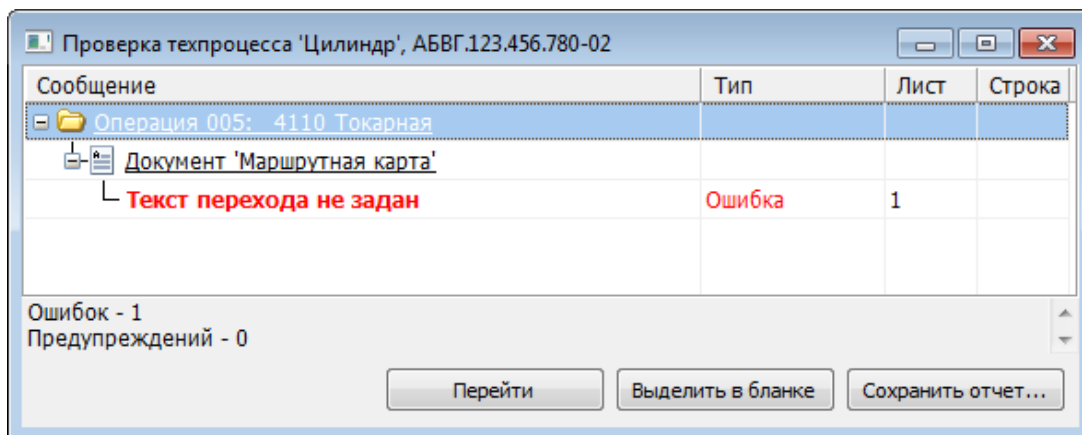 Проверка техпроцесса 'Цилиндр', АБВГ.123.456.780-02
Сообщение Тип Лист Строка
Операция 005: 4110 Токарная
Документ 'Маршрутная карта'
Текст перехода не задан Ошибка 1
Ошибок - 1
Предупреждений - 0
Перейти Выделить в бланке Сохранить отчет...